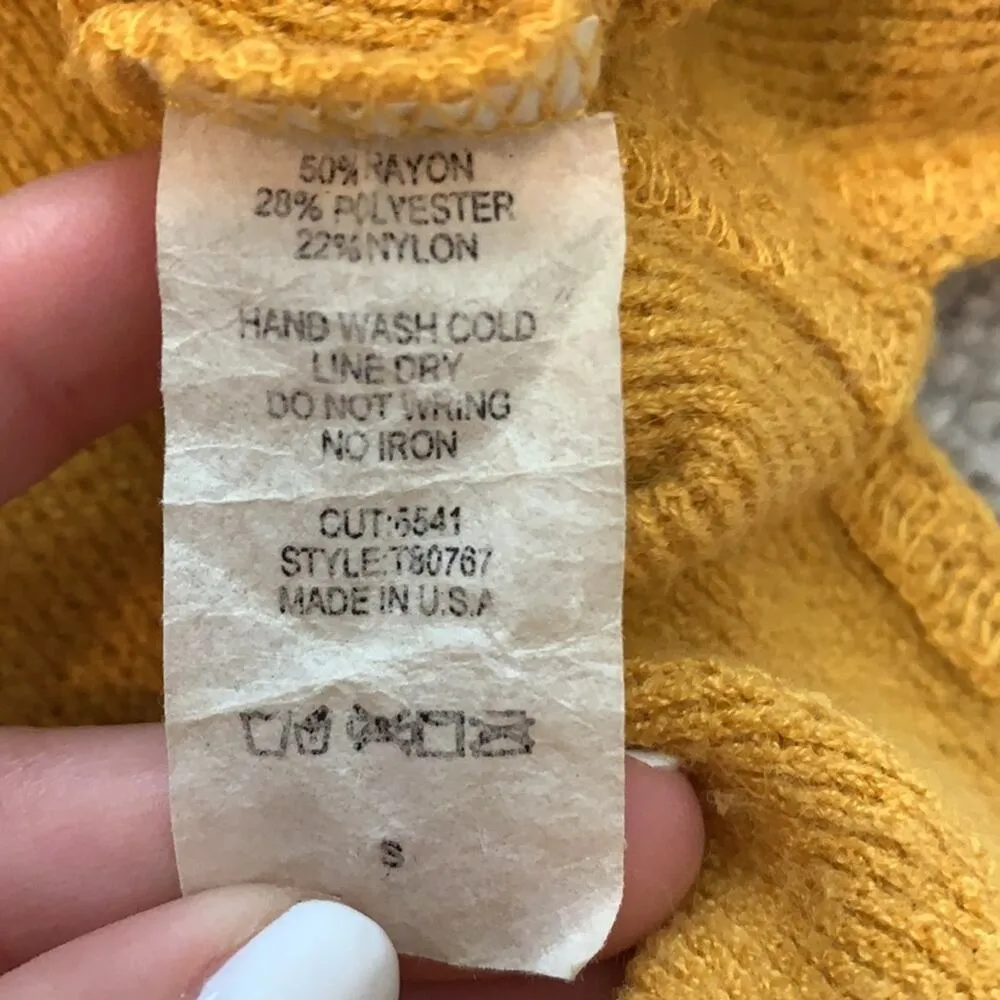 50% RAYON
28% POLYESTER
22% NYLON
HAND WASH COLD
LINE DRY
DO NOT WRING
NO IRON
CUT:6541
STYLE:T80767
MADE IN U.S.A
S